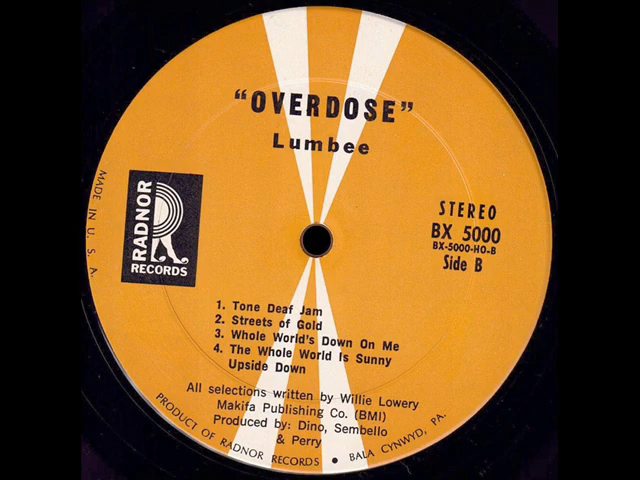 “OVERDOSE”
Lumbee
MADE IN U. S. A.
RADNOR
RECORDS
STEREO
BX 5000
BX-5000-HO-B
Side B
1. Tone Deaf Jam
2. Streets of Gold
3. Whole World's Down On Me
4. The Whole World Is Sunny
Upside Down
All selections written by Willie Lowery
Makifa Publishing Co. (BMI)
Produced by: Dino, Sembello
& Perry
PRODUCT OF RADNOR RECORDS • BALA CYNWYD, PA.